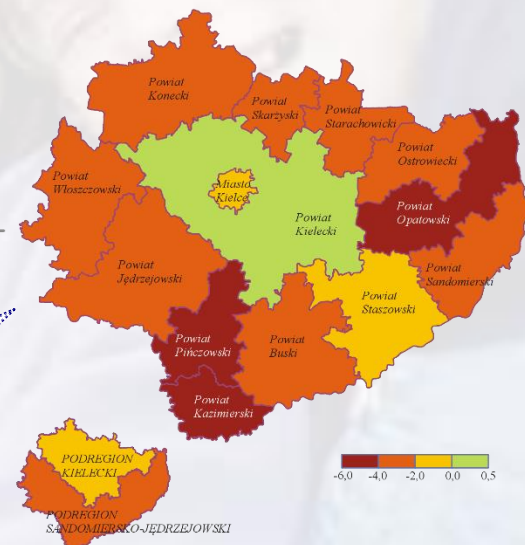 Powiat
Konecki
Powiat
Skarżyski
Powiat
Starachowicki
Powiat
Ostrowiecki
Powiat
Włoszczowski
Miasto
Kielce
Powiat
Kielecki
Powiat
Opatowski
Powiat
Jędrzejowski
Powiat
Sandomierski
Powiat
Staszowski
Powiat
Pińczowski
Powiat
Buski
Powiat
Kazimierski
PODREGION
KIELECKI
PODREGION
SANDOMIERSKO-JĘDRZEJOWSKI
-6,0 -4,0 -2,0 0,0 0,5